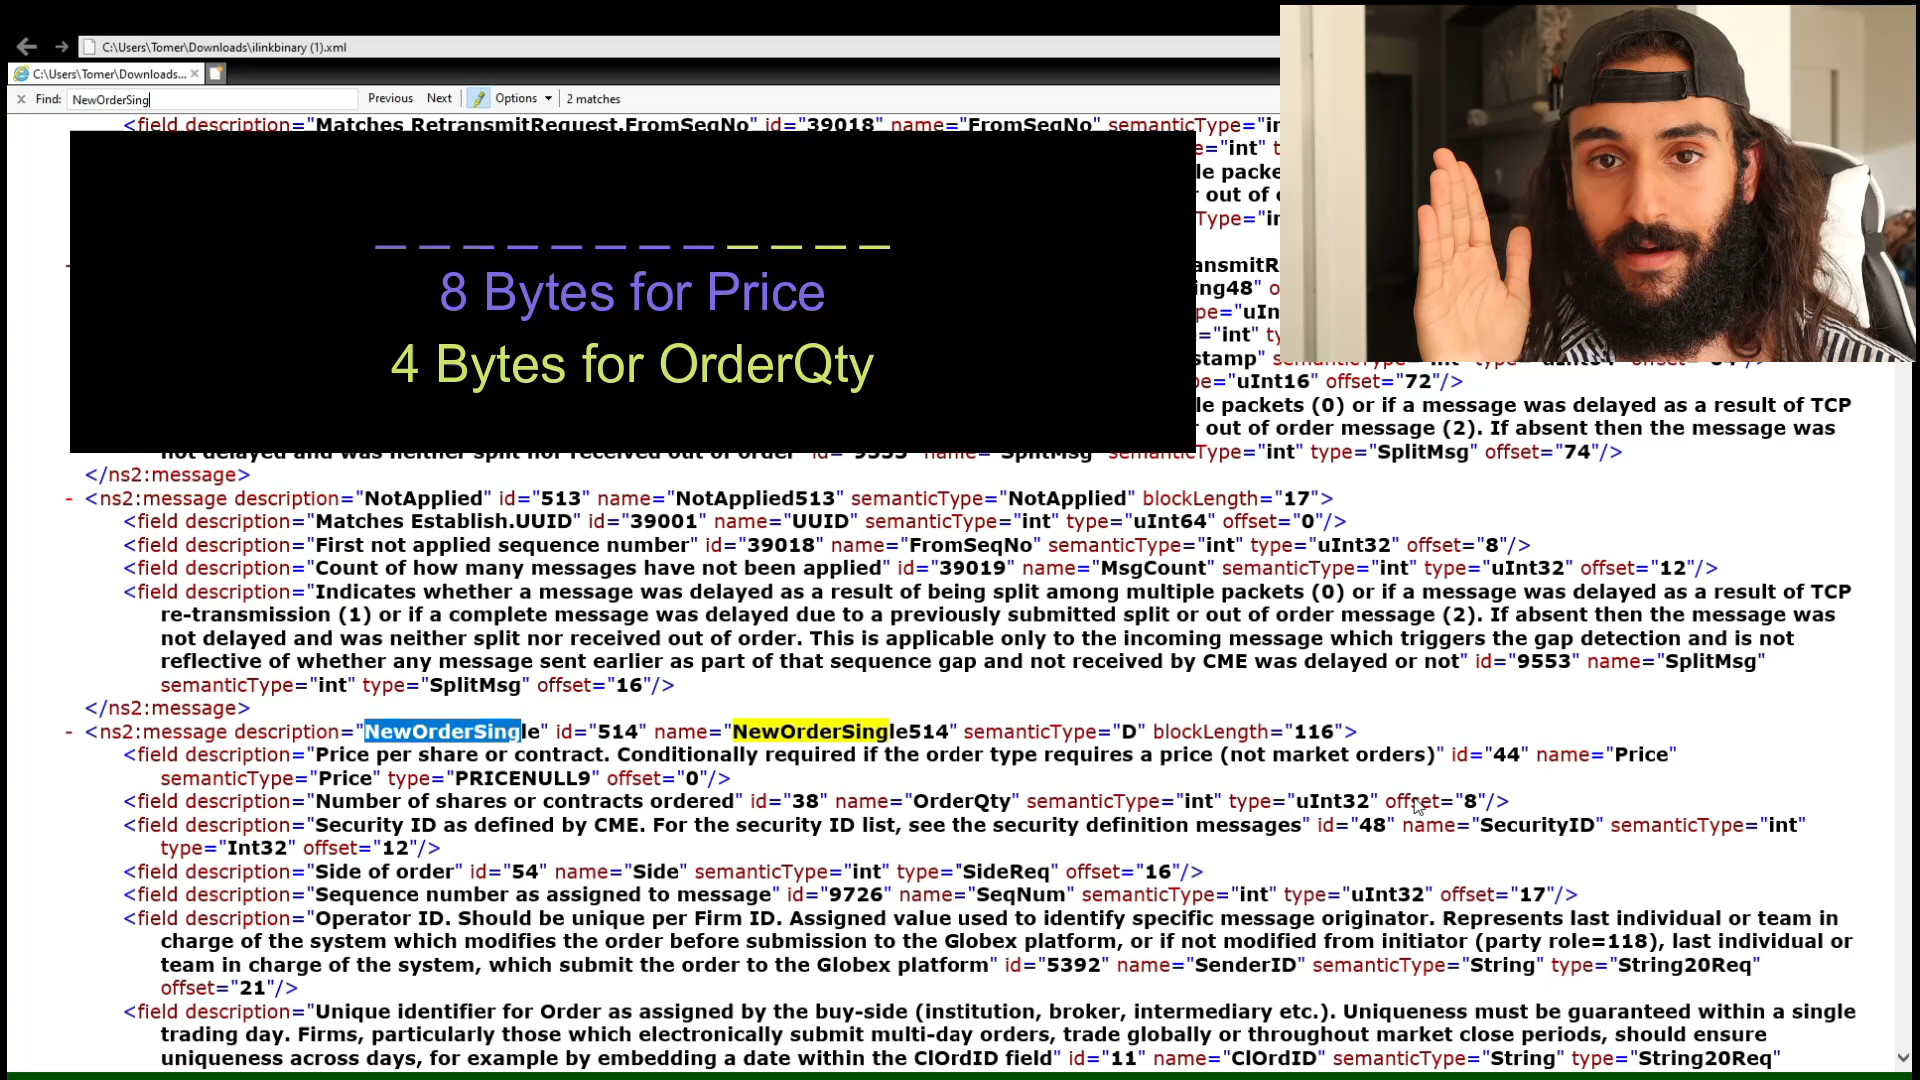 C:\Users\Tomer\Downloads\ilinkbinary (1).xml
C:\Users\Tomer\Downloads...
Find: NewOrderSing Previous Next Options 2 matches
<field description="Matches RetransmitRequest.FromSeqNo" id="39018" name="FromSeqNo" semanticType="in
="int" t
le packe
r out of
Type="in
8 Bytes for Price
4 Bytes for OrderQty
ansmitR
ing48" o
pe="uIn
="int" ty
stamp"
pe="uInt16" offset="72"/>
le packets (0) or if a message was delayed as a result of TCP
r out of order message (2). If absent then the message was
not delayed and was neither split nor received out of order" id="9553" name="SplitMsg" semanticType="int" type="SplitMsg" offset="74"/>
</ns2:message>
- <ns2:message description="NotApplied" id="513" name="NotApplied513" semanticType="NotApplied" blockLength="17">
<field description="Matches Establish.UUID" id="39001" name="UUID" semanticType="int" type="uInt64" offset="0"/>
<field description="First not applied sequence number" id="39018" name="FromSeqNo" semanticType="int" type="uInt32" offset="8"/>
<field description="Count of how many messages have not been applied" id="39019" name="MsgCount" semanticType="int" type="uInt32" offset="12"/>
<field description="Indicates whether a message was delayed as a result of being split among multiple packets (0) or if a message was delayed as a result of TCP
re-transmission (1) or if a complete message was delayed due to a previously submitted split or out of order message (2). If absent then the message was
not delayed and was neither split nor received out of order. This is applicable only to the incoming message which triggers the gap detection and is not
reflective of whether any message sent earlier as part of that sequence gap and not received by CME was delayed or not" id="9553" name="SplitMsg"
semanticType="int" type="SplitMsg" offset="16"/>
</ns2:message>
- <ns2:message description="NewOrderSingle" id="514" name="NewOrderSingle514" semanticType="D" blockLength="116">
<field description="Price per share or contract. Conditionally required if the order type requires a price (not market orders)" id="44" name="Price"
semanticType="Price" type="PRICENULL9" offset="0"/>
<field description="Number of shares or contracts ordered" id="38" name="OrderQty" semanticType="int" type="uInt32" offset="8"/>
<field description="Security ID as defined by CME. For the security ID list, see the security definition messages" id="48" name="SecurityID" semanticType="int"
type="Int32" offset="12"/>
<field description="Side of order" id="54" name="Side" semanticType="int" type="SideReq" offset="16"/>
<field description="Sequence number as assigned to message" id="9726" name="SeqNum" semanticType="int" type="uInt32" offset="17"/>
<field description="Operator ID. Should be unique per Firm ID. Assigned value used to identify specific message originator. Represents last individual or team in
charge of the system which modifies the order before submission to the Globex platform, or if not modified from initiator (party role=118), last individual or
team in charge of the system, which submit the order to the Globex platform" id="5392" name="SenderID" semanticType="String" type="String20Req"
offset="21"/>
<field description="Unique identifier for Order as assigned by the buy-side (institution, broker, intermediary etc.). Uniqueness must be guaranteed within a single
trading day. Firms, particularly those which electronically submit multi-day orders, trade globally or throughout market close periods, should ensure
uniqueness across days, for example by embedding a date within the ClOrdID field" id="11" name="ClOrdID" semanticType="String" type="String20Req"